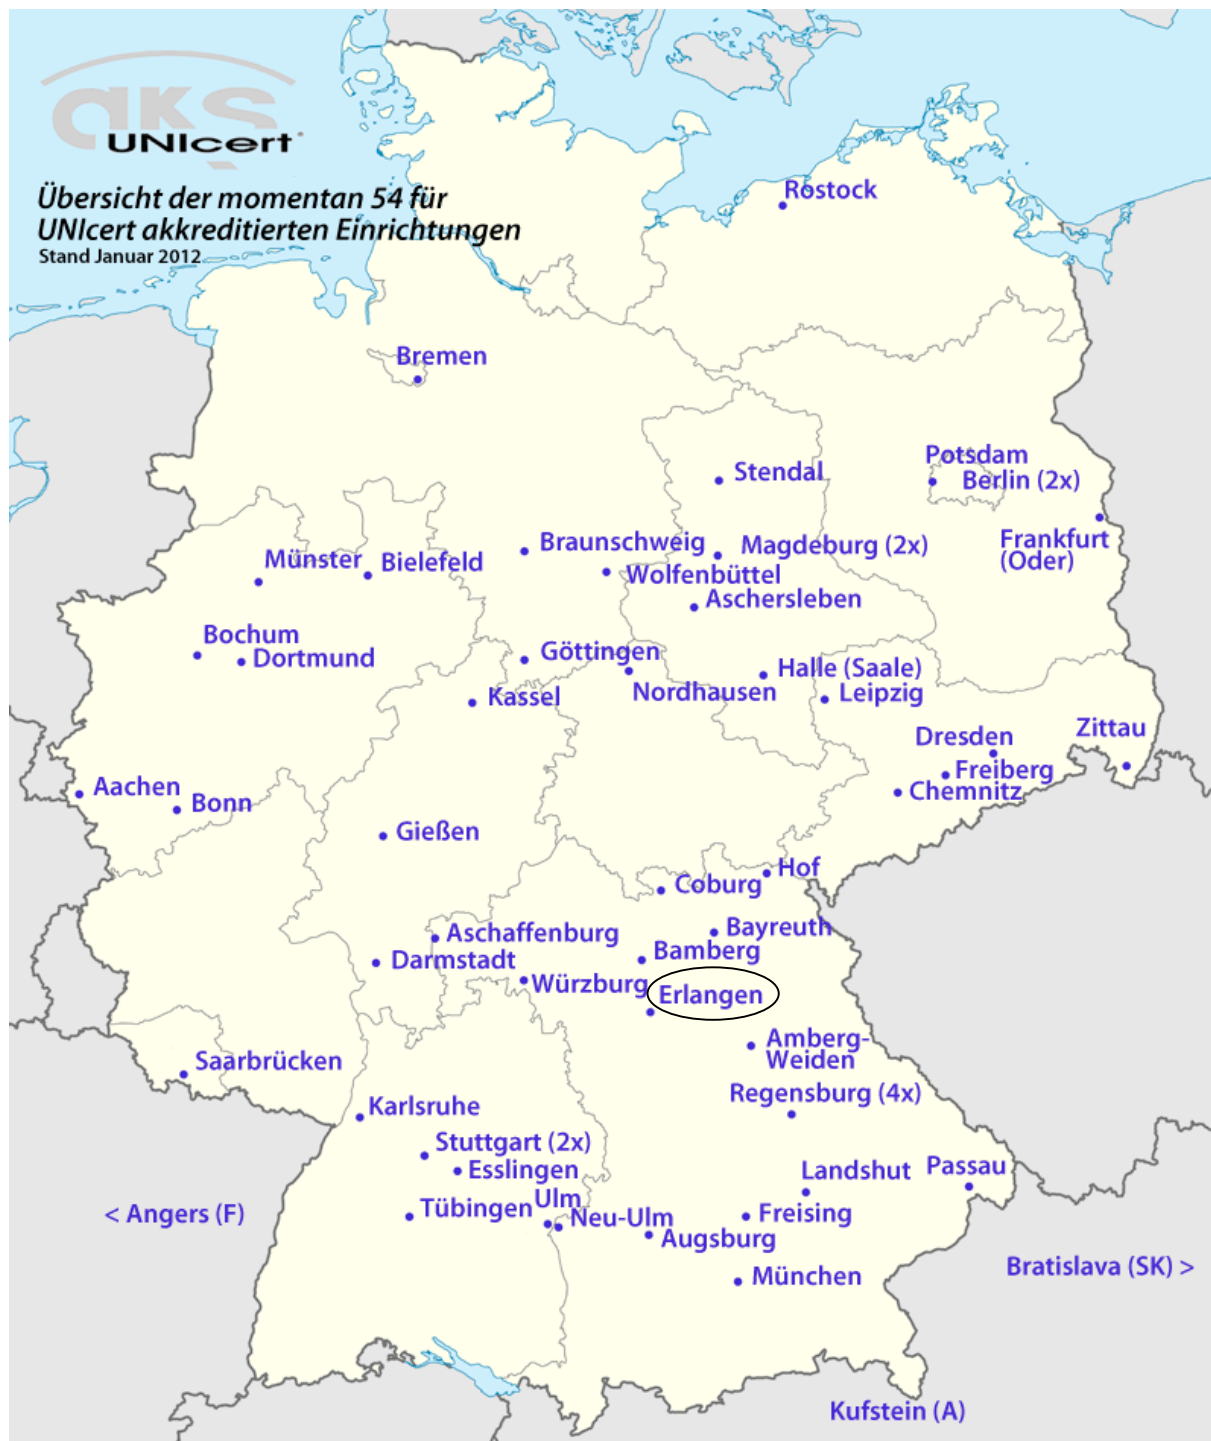 aks
UNIcert®
Übersicht der momentan 54 für
UNIcert akkreditierten Einrichtungen
Stand Januar 2012
Rostock
Bremen
Stendal
Potsdam
Berlin (2x)
Frankfurt
(Oder)
Braunschweig
Magdeburg (2x)
Münster
Bielefeld
Wolfenbüttel
Aschersleben
Bochum
Dortmund
Göttingen
Nordhausen
Halle (Saale)
Leipzig
Kassel
Dresden
Zittau
Freiberg
Chemnitz
Aachen
Bonn
Gießen
Hof
Coburg
Bayreuth
Aschaffenburg
Bamberg
Darmstadt
Würzburg
Erlangen
Amberg-
Weiden
Saarbrücken
Regensburg (4x)
Karlsruhe
Stuttgart (2x)
Esslingen
Landshut
Passau
Ulm
Tübingen
Neu-Ulm
Freising
< Angers (F)
Augsburg
Bratislava (SK) >
München
Kufstein (A)